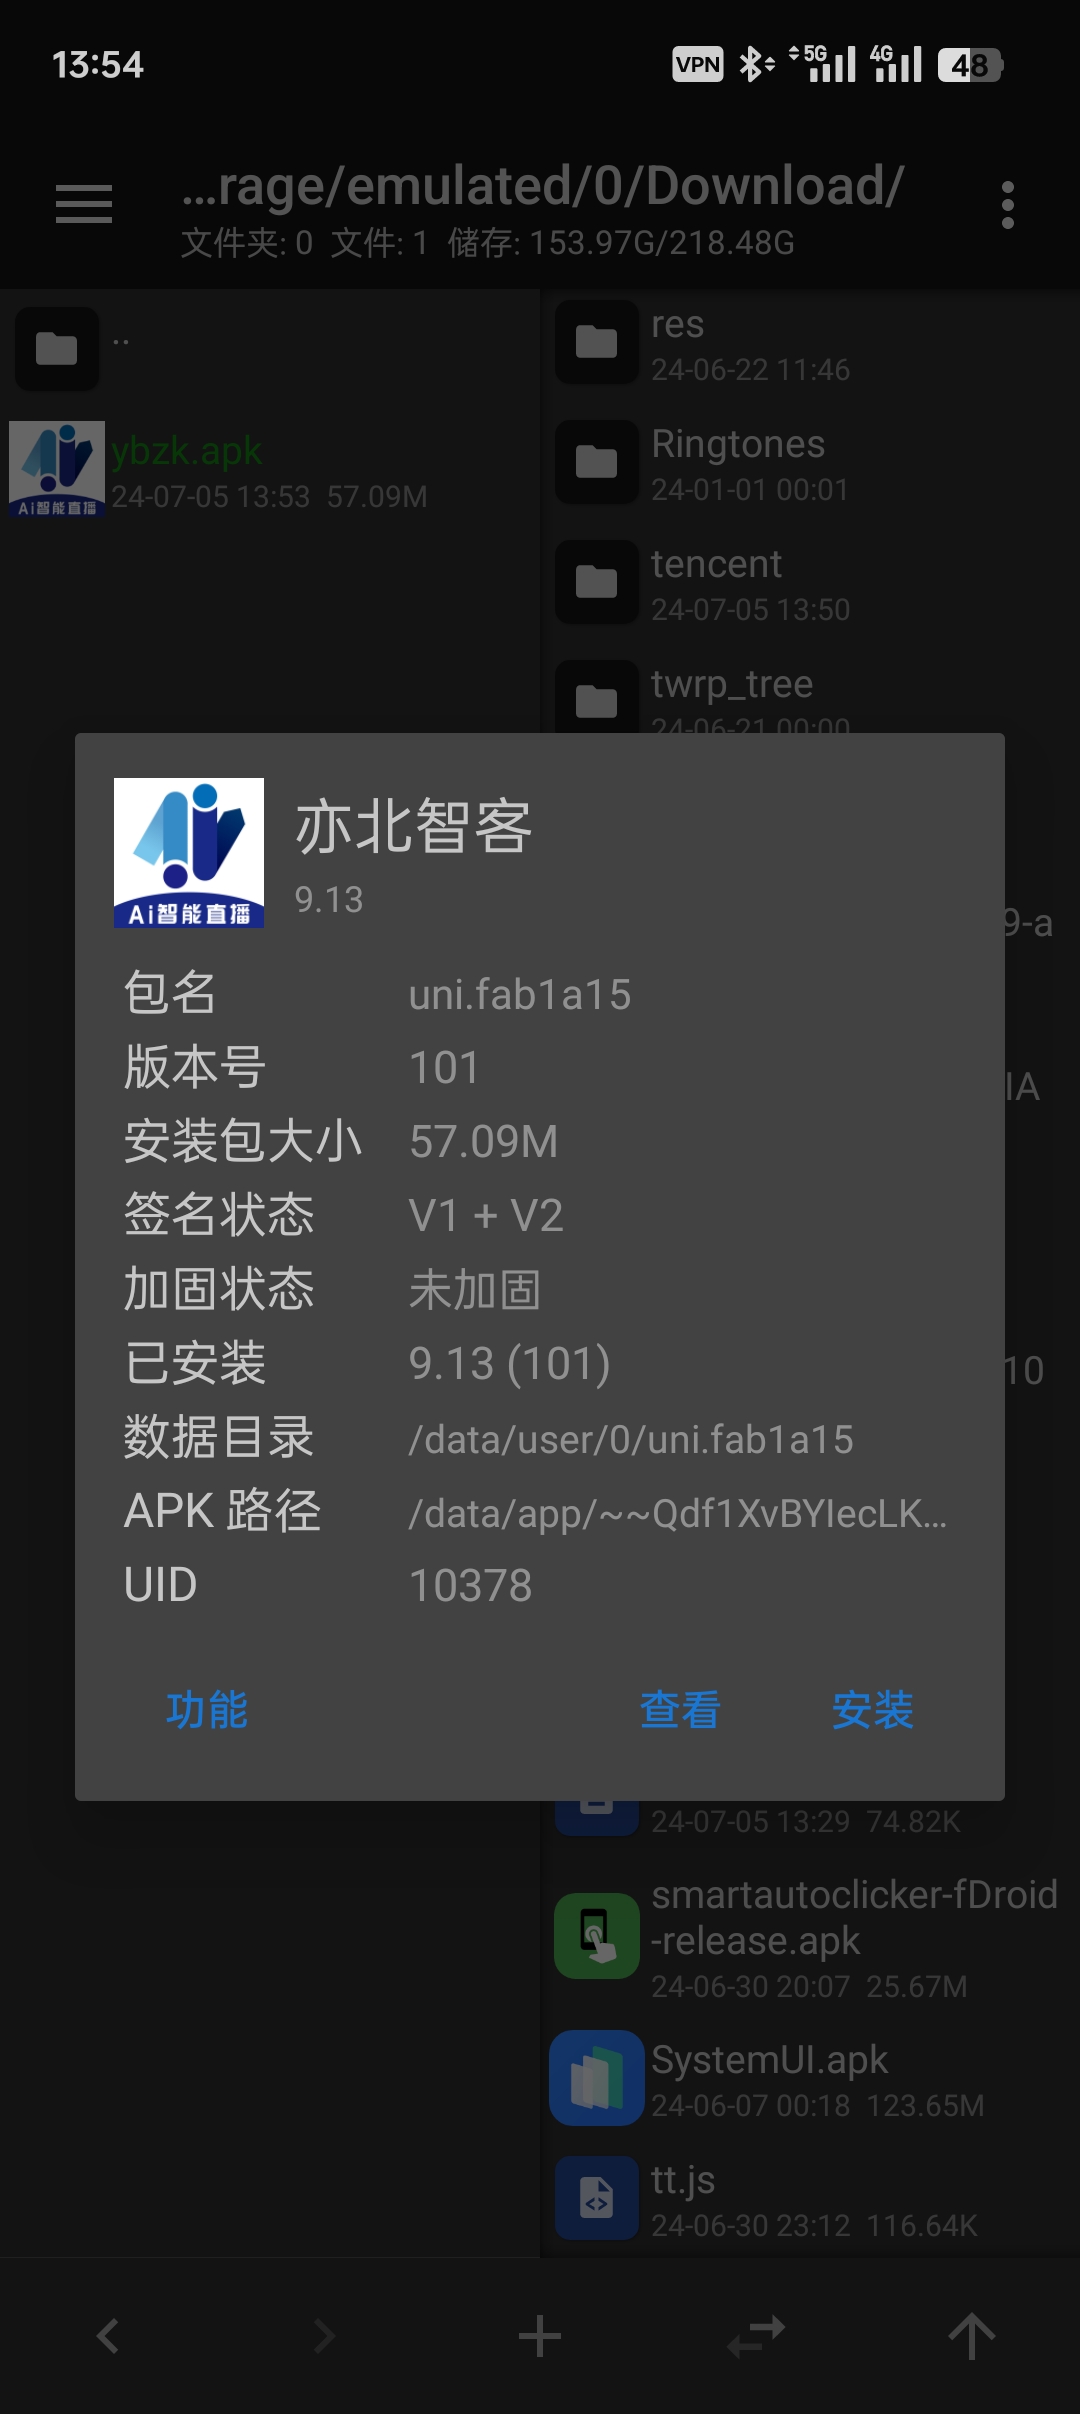 13:54
VPN 5G 4G 48
...rage/emulated/0/Download/
文件夹: 0 文件: 1 储存: 153.97G/218.48G
..
ybzk.apk
24-07-05 13:53 57.09M
Ai智能直播
res
24-06-22 11:46
Ringtones
24-01-01 00:01
tencent
24-07-05 13:50
twrp_tree
24-06-21 00:00
亦北智客
9.13
Ai智能直播
包名 uni.fab1a15
版本号 101
安装包大小 57.09M
签名状态 V1 + V2
加固状态 未加固
已安装 9.13 (101)
数据目录 /data/user/0/uni.fab1a15
APK 路径 /data/app/~~Qdf1XvBYIecLK...
UID 10378
功能 查看 安装
9-a
IA
10
24-07-05 13:29 74.82K
smartautoclicker-fDroid
-release.apk
24-06-30 20:07 25.67M
SystemUI.apk
24-06-07 00:18 123.65M
tt.js
24-06-30 23:12 116.64K